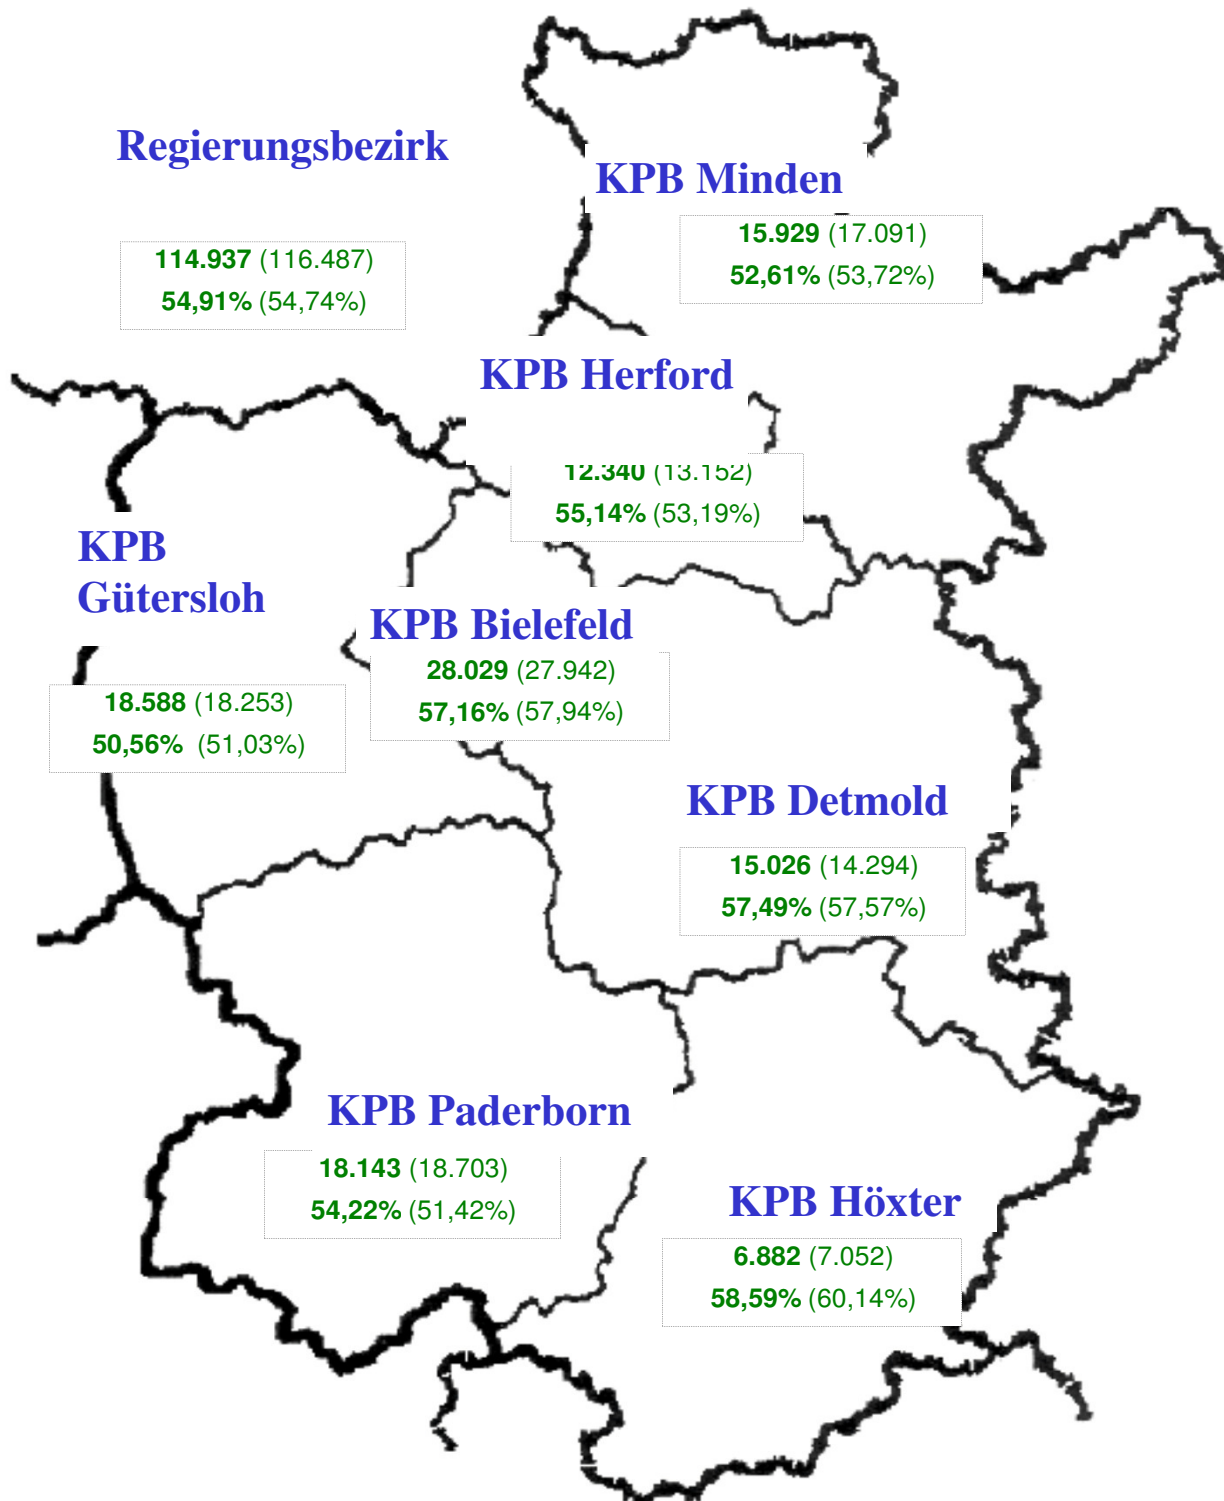 Regierungsbezirk
114.937 (116.487)
54,91% (54,74%)
KPB Minden
15.929 (17.091)
52,61% (53,72%)
KPB Herford
12.340 (13.152)
55,14% (53,19%)
KPB
Gütersloh
18.588 (18.253)
50,56% (51,03%)
KPB Bielefeld
28.029 (27.942)
57,16% (57,94%)
KPB Detmold
15.026 (14.294)
57,49% (57,57%)
KPB Paderborn
18.143 (18.703)
54,22% (51,42%)
KPB Höxter
6.882 (7.052)
58,59% (60,14%)